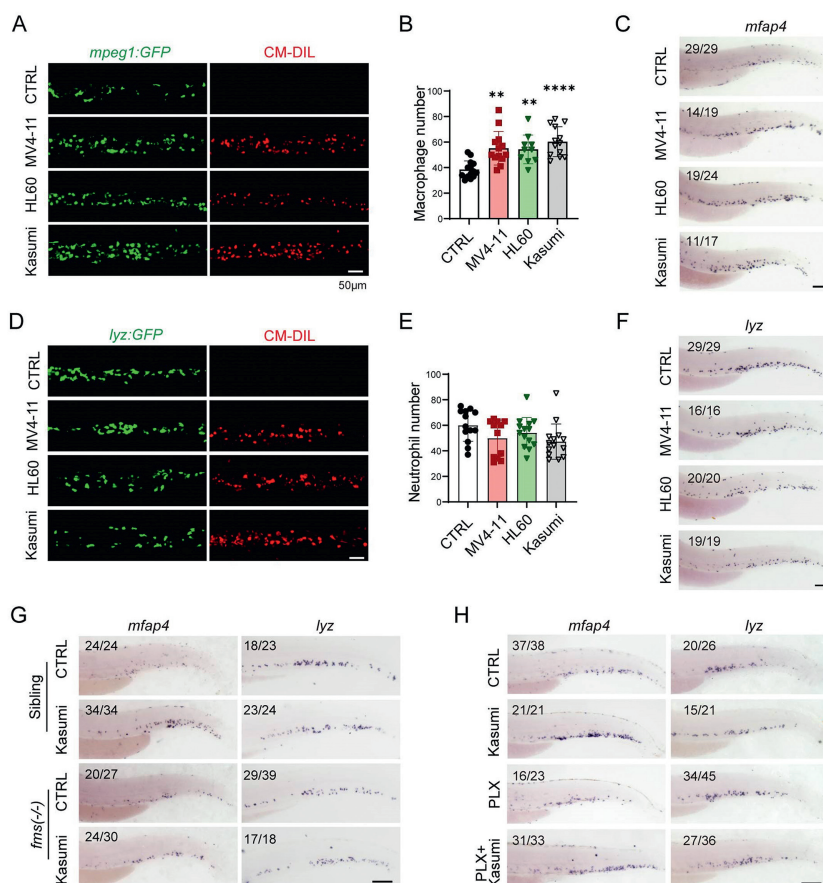 A
mpeg1:GFP
CM-DIL
CTRL
MV4-11
HL60
Kasumi
50μm
B
Macrophage number
100
80
60
40
20
0
**
**
****
CTRL
MV4-11
HL60
Kasumi
C
mfap4
CTRL
29/29
MV4-11
14/19
HL60
19/24
Kasumi
11/17
D
lyz:GFP
CM-DIL
CTRL
MV4-11
HL60
Kasumi
E
Neutrophil number
100
80
60
40
20
0
CTRL
MV4-11
HL60
Kasumi
F
lyz
CTRL
29/29
MV4-11
16/16
HL60
20/20
Kasumi
19/19
G
mfap4
lyz
Sibling
CTRL
24/24
18/23
Kasumi
34/34
23/24
fms(-/-)
CTRL
20/27
29/39
Kasumi
24/30
17/18
H
mfap4
lyz
CTRL
37/38
20/26
Kasumi
21/21
15/21
PLX
16/23
34/45
PLX+
Kasumi
31/33
27/36